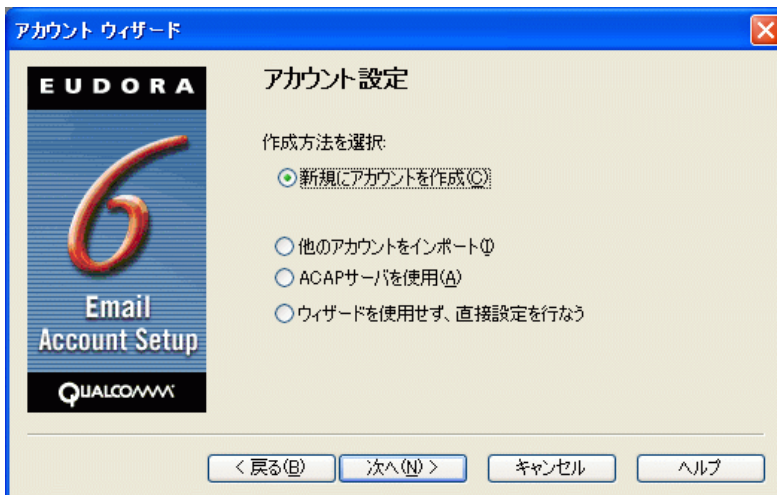 アカウント ウィザード
EUDORA
6
Email
Account Setup
QUALCOMM
アカウント設定
作成方法を選択:
新規にアカウントを作成(C)
他のアカウントをインポート(I)
ACAPサーバを使用(A)
ウィザードを使用せず、直接設定を行なう
< 戻る(B)
次へ(N) >
キャンセル
ヘルプ